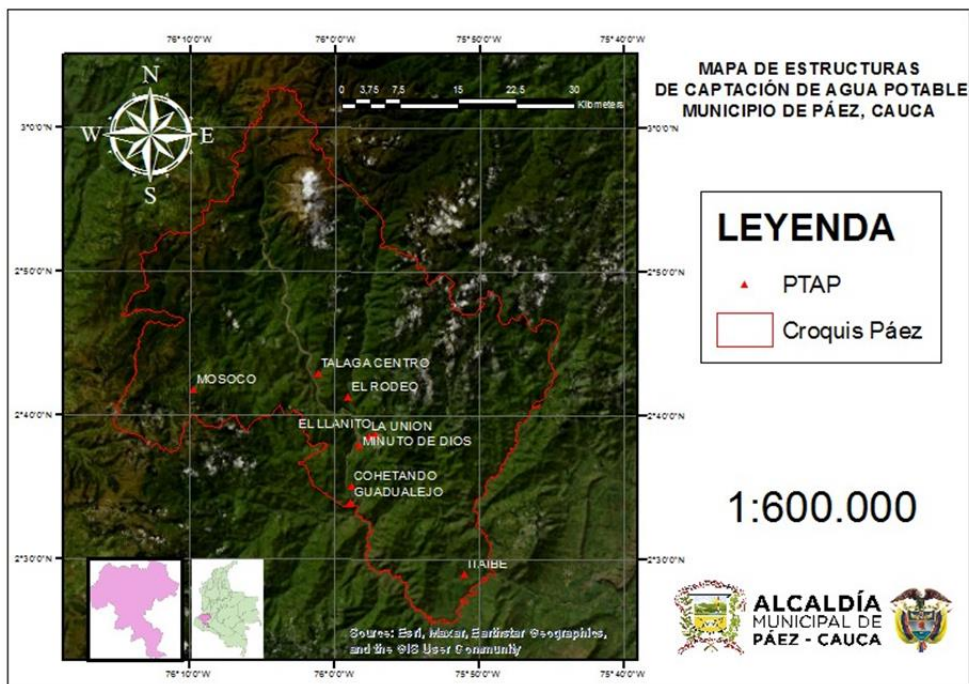 MAPA DE ESTRUCTURAS
DE CAPTACIÓN DE AGUA POTABLE
MUNICIPIO DE PÁEZ, CAUCA
76°10'0"W 76°0'0"W 75°50'0"W 75°40'0"W
N
W E
S
0 3,75 7,5 15 22,5 30
Kilometers
3°0'0"N 3°0'0"N
2°50'0"N 2°50'0"N
2°40'0"N 2°40'0"N
2°30'0"N 2°30'0"N
TALAGA CENTRO
MOSOCO
EL RODEO
EL LLANITO
LA UNION
MINUTO DE DIOS
COHETANDO
GUADUALEJO
ITAIBE
Source: Esri, Maxar, Earthstar Geographics,
and the GIS User Community
76°10'0"W 76°0'0"W 75°50'0"W 75°40'0"W
LEYENDA
PTAP
Croquis Páez
1:600.000
ALCALDÍA
MUNICIPAL DE
PÁEZ - CAUCA